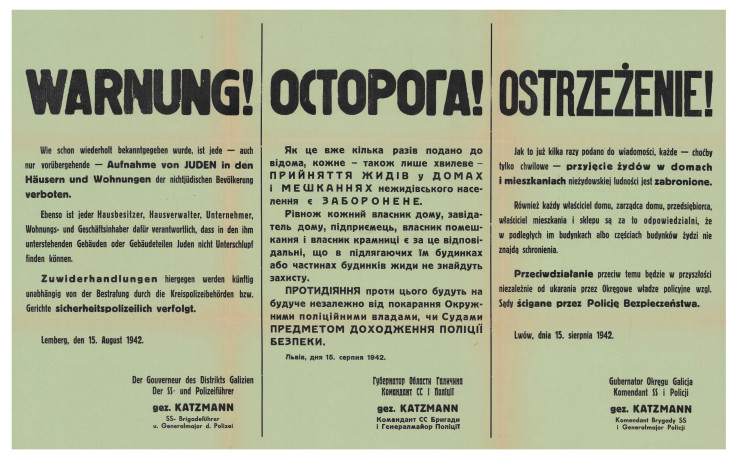 WARNUNG!
Wie schon wiederholt bekanntgegeben wurde, ist jede — auch
nur vorübergehende — Aufnahme von JUDEN in den
Häusern und Wohnungen der nichtjüdischen Bevölkerung
verboten.
Ebenso ist jeder Hausbesitzer, Hausverwalter, Unternehmer,
Wohnungs- und Geschäftsinhaber dafür verantwortlich, dass in den ihm
unterstehenden Gebäuden oder Gebäudeteilen Juden nicht Unterschlupf
finden können.
Zuwiderhandlungen hiergegen werden künftig
unabhängig von der Bestrafung durch die Kreispolizeibehörden bzw.
Gerichte sicherheitspolizeilich verfolgt.
Lemberg, den 15. August 1942.
Der Gouverneur des Distrikts Galizien
Der SS- und Polizeiführer
gez. KATZMANN
SS- Brigadeführer
u. Generalmajor d. Polizei
ОСТОРОГА!
Як це вже кілька разів подано до
відома, кожне – також лише хвилеве –
ПРИЙНЯТТЯ ЖИДІВ у ДОМАХ
і МЕШКАННЯХ нежидівського насе-
лення є ЗАБОРОНЕНЕ.
Рівнож кожний власник дому, завіда-
тель дому, підприємець, власник помеш-
кання і власник крамниці є за це відпові-
дальні, що в підлягаючих їм будинках
або частинах будинків жиди не знайдуть
захисту.
ПРОТИДІЯННЯ проти цього будуть на
будуче незалежно від покарання Окруж-
ними поліційними владами, чи Судами
ПРЕДМЕТОМ ДОХОДЖЕННЯ ПОЛІЦІЇ
БЕЗПЕКИ.
Львів, дня 15. серпня 1942.
Губернатор Области Галичина
Комендант СС і Поліції
gez. KATZMANN
Командант СС Бригади
і Генералмайор Поліції
OSTRZEŻENIE!
Jak to już kilka razy podano do wiadomości, każde — choćby
tylko chwilowe — przyjęcie żydów w domach
i mieszkaniach nieżydowskiej ludności jest zabronione.
Również każdy właściciel domu, zarządca domu, przedsiębiorca,
właściciel mieszkania i sklepu są za to odpowiedzialni, że
w podległych im budynkach albo częściach budynków żydzi nie
znajdą schronienia.
Przeciwdziałanie przeciw temu będzie w przyszłości
niezależnie od ukarania przez Okręgowe władze policyjne wzgl.
Sądy ścigane przez Policję Bezpieczeństwa.
Lwów, dnia 15. sierpnia 1942.
Gubernator Okręgu Galicja
Komendant SS i Policji
gez. KATZMANN
Komendant Brygady SS
i Generalmajor Policji